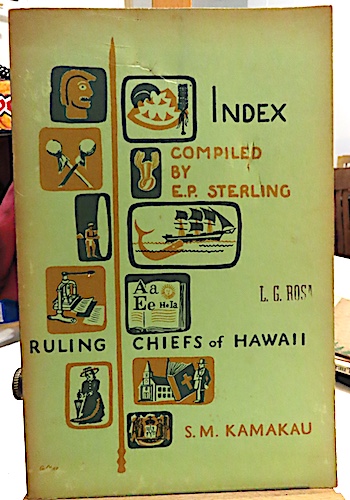 INDEX
COMPILED
BY
E.P. STERLING
Aa
Ee HeIa
L. G. ROSA
RULING CHIEFS of HAWAII
S. M. KAMAKAU